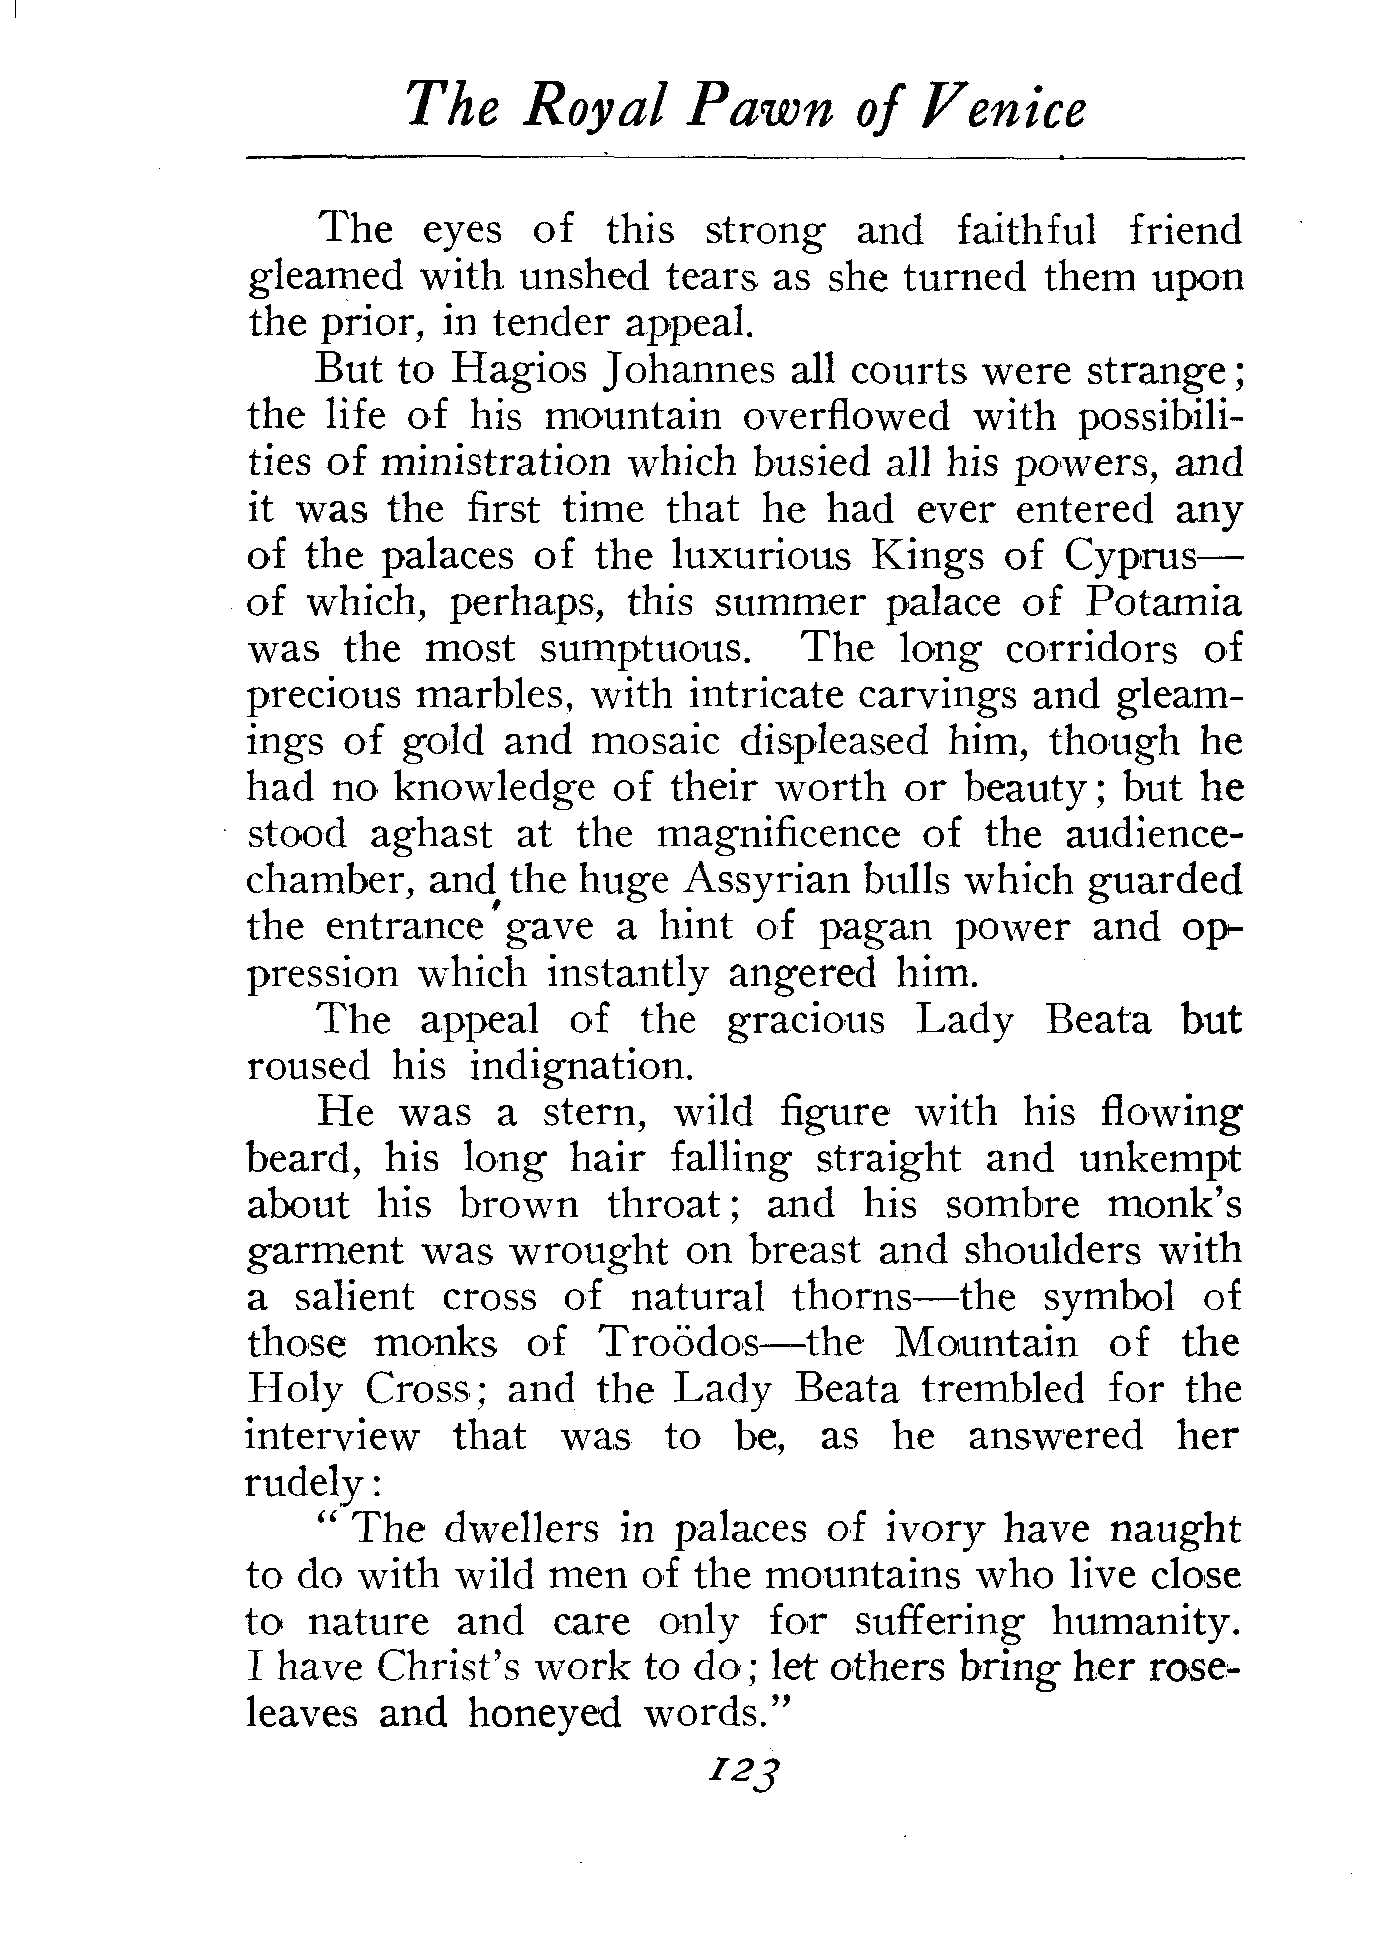 The Royal Pawn of Venice
The eyes of this strong and faithful friend
gleamed with unshed tears as she turned them upon
the prior, in tender appeal.
But to Hagios Johannes all courts were strange;
the life of his mountain overflowed with possibili-
ties of ministration which busied all his powers, and
it was the first time that he had ever entered any
of the palaces of the luxurious Kings of Cyprus—
of which, perhaps, this summer palace of Potamia
was the most sumptuous. The long corridors of
precious marbles, with intricate carvings and gleam-
ings of gold and mosaic displeased him, though he
had no knowledge of their worth or beauty; but he
stood aghast at the magnificence of the audience-
chamber, and the huge Assyrian bulls which guarded
the entrance gave a hint of pagan power and op-
pression which instantly angered him.
The appeal of the gracious Lady Beata but
roused his indignation.
He was a stern, wild figure with his flowing
beard, his long hair falling straight and unkempt
about his brown throat; and his sombre monk's
garment was wrought on breast and shoulders with
a salient cross of natural thorns—the symbol of
those monks of Troödos—the Mountain of the
Holy Cross; and the Lady Beata trembled for the
interview that was to be, as he answered her
rudely:
“The dwellers in palaces of ivory have naught
to do with wild men of the mountains who live close
to nature and care only for suffering humanity.
I have Christ's work to do; let others bring her rose-
leaves and honeyed words.”
123